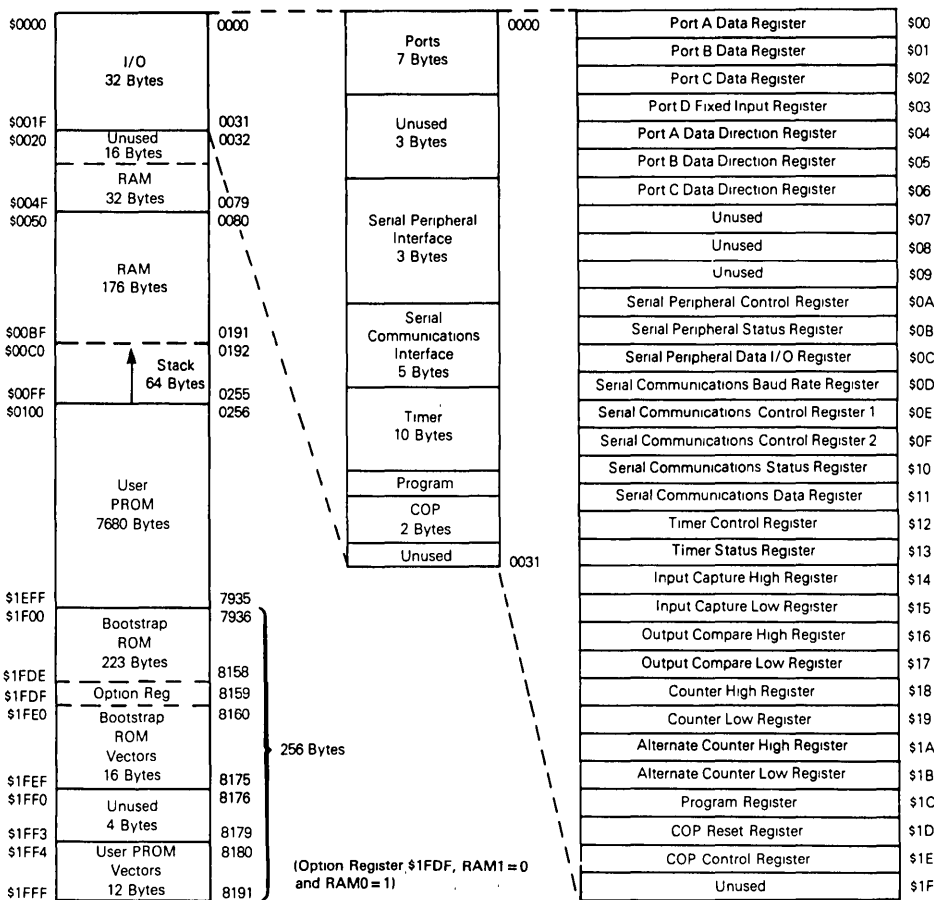 $0000 0000
I/O
32 Bytes
$001F 0031
$0020 Unused 0032
16 Bytes
RAM
32 Bytes
$004F 0079
$0050 0080
RAM
176 Bytes
$00BF 0191
$00C0 0192
Stack
64 Bytes
$00FF 0255
$0100 0256
User
PROM
7680 Bytes
$1EFF 7935
$1F00 7936
Bootstrap
ROM
223 Bytes
$1FDE 8158
$1FDF Option Reg 8159
$1FE0 8160
Bootstrap
ROM
Vectors
16 Bytes
$1FEF 8175
$1FF0 8176
Unused
4 Bytes
$1FF3 8179
$1FF4 User PROM 8180
Vectors
12 Bytes
$1FFF 8191
256 Bytes
(Option Register $1FDF, RAM1 = 0
and RAM0 = 1)
0000
Ports
7 Bytes
Unused
3 Bytes
Serial Peripheral
Interface
3 Bytes
Serial
Communications
Interface
5 Bytes
Timer
10 Bytes
Program
COP
2 Bytes
Unused 0031
Port A Data Register $00
Port B Data Register $01
Port C Data Register $02
Port D Fixed Input Register $03
Port A Data Direction Register $04
Port B Data Direction Register $05
Port C Data Direction Register $06
Unused $07
Unused $08
Unused $09
Serial Peripheral Control Register $0A
Serial Peripheral Status Register $0B
Serial Peripheral Data I/O Register $0C
Serial Communications Baud Rate Register $0D
Serial Communications Control Register 1 $0E
Serial Communications Control Register 2 $0F
Serial Communications Status Register $10
Serial Communications Data Register $11
Timer Control Register $12
Timer Status Register $13
Input Capture High Register $14
Input Capture Low Register $15
Output Compare High Register $16
Output Compare Low Register $17
Counter High Register $18
Counter Low Register $19
Alternate Counter High Register $1A
Alternate Counter Low Register $1B
Program Register $1C
COP Reset Register $1D
COP Control Register $1E
Unused $1F